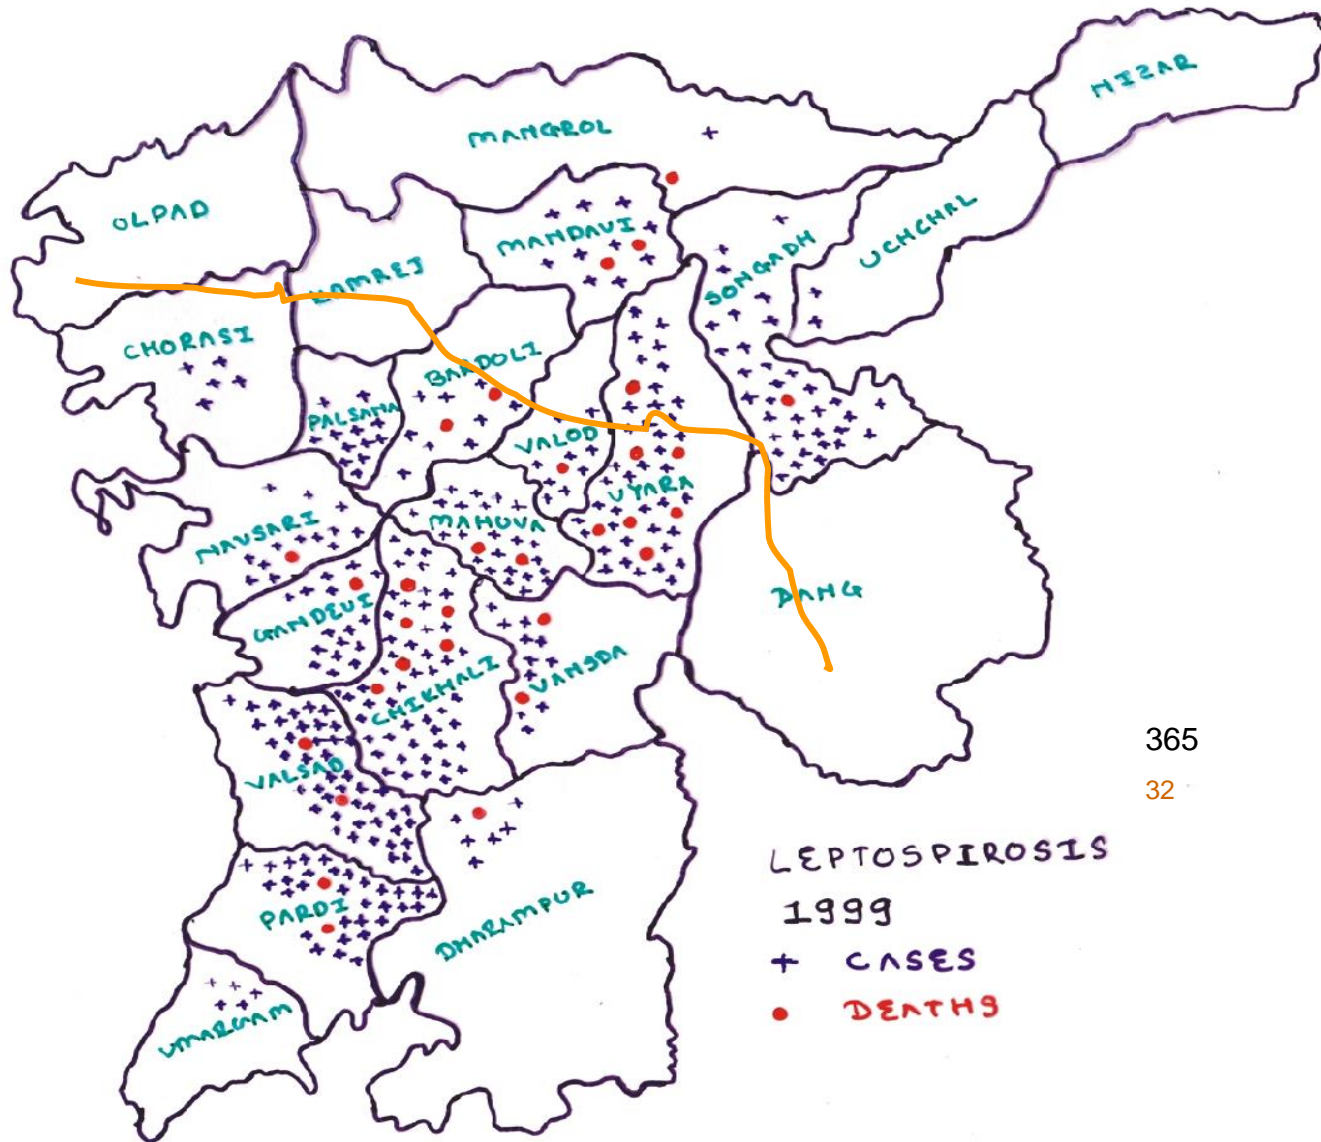 NIZAR
MANGROL
OLPAD
UCHCHAL
MANDAVI
SONGADH
KAMREJ
CHORASI
BARDOLI
PALSANA
VALOD
VYARA
MAHUVA
NAVSARI
DANG
GANDEVI
CHIKHALI
VANSDA
VALSAD
PARDI
DHARAMPUR
UMARGAM
365
32
LEPTOSPIROSIS
1999
+ CASES
DEATHS